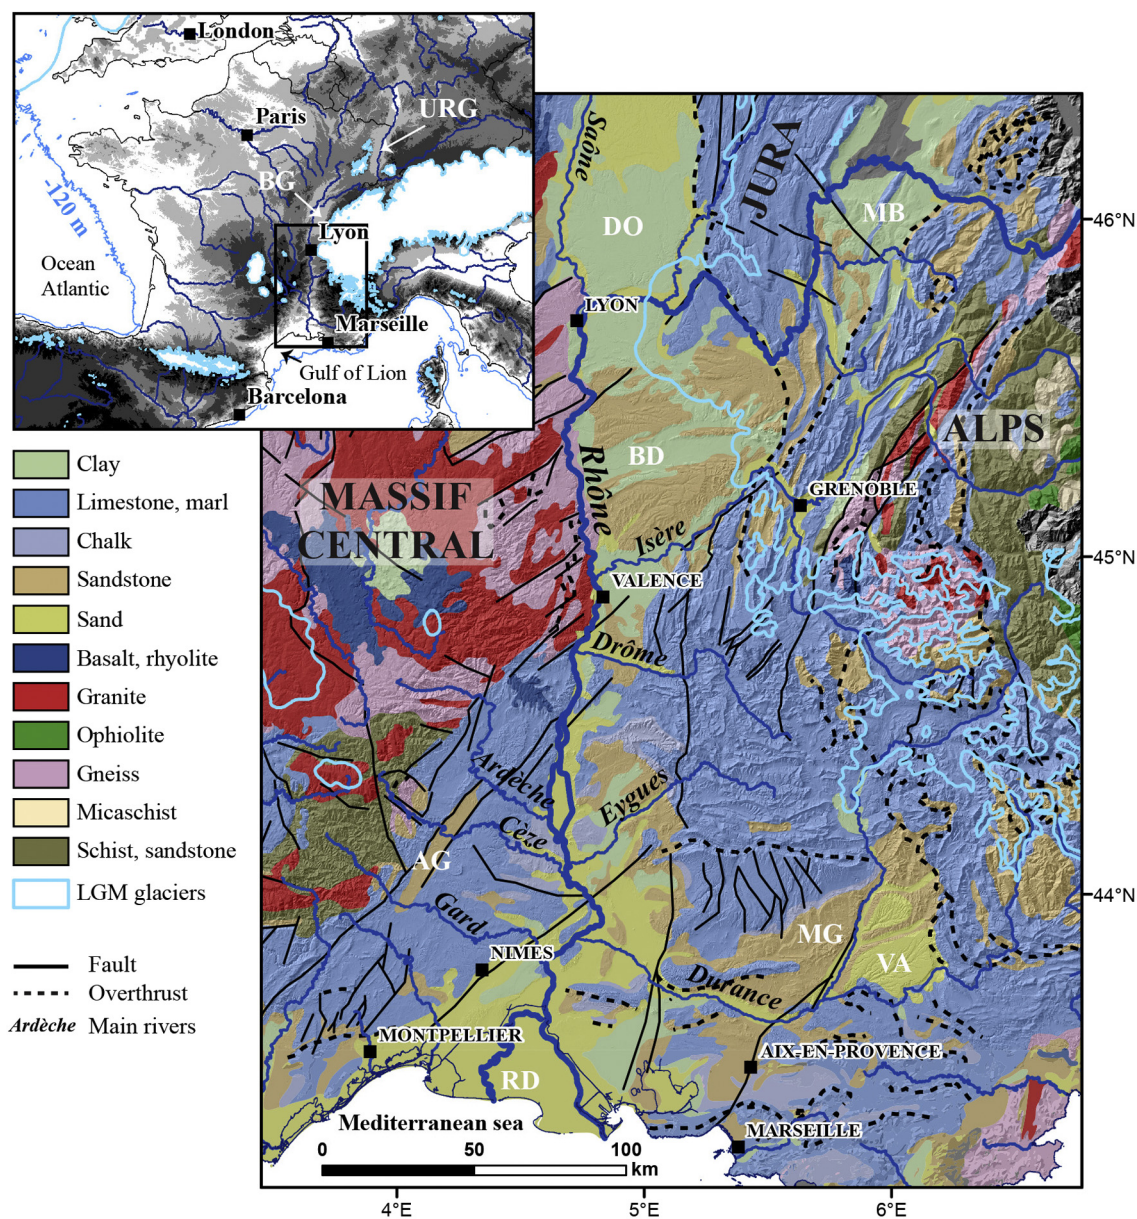 London
Paris
URG
BG
-120 m
Lyon
Ocean
Atlantic
Marseille
Gulf of Lion
Barcelona
Saône
JURA
DO
MB
46°N
LYON
ALPS
Rhône
BD
GRENOBLE
MASSIF
CENTRAL
Isère
45°N
VALENCE
Drôme
Ardèche
Eygues
Cèze
AG
44°N
Gard
MG
NIMES
VA
Durance
MONTPELLIER
AIX-EN-PROVENCE
RD
Mediterranean sea
MARSEILLE
0 50 100
km
4°E 5°E 6°E
Clay
Limestone, marl
Chalk
Sandstone
Sand
Basalt, rhyolite
Granite
Ophiolite
Gneiss
Micaschist
Schist, sandstone
LGM glaciers
Fault
Overthrust
Ardèche Main rivers